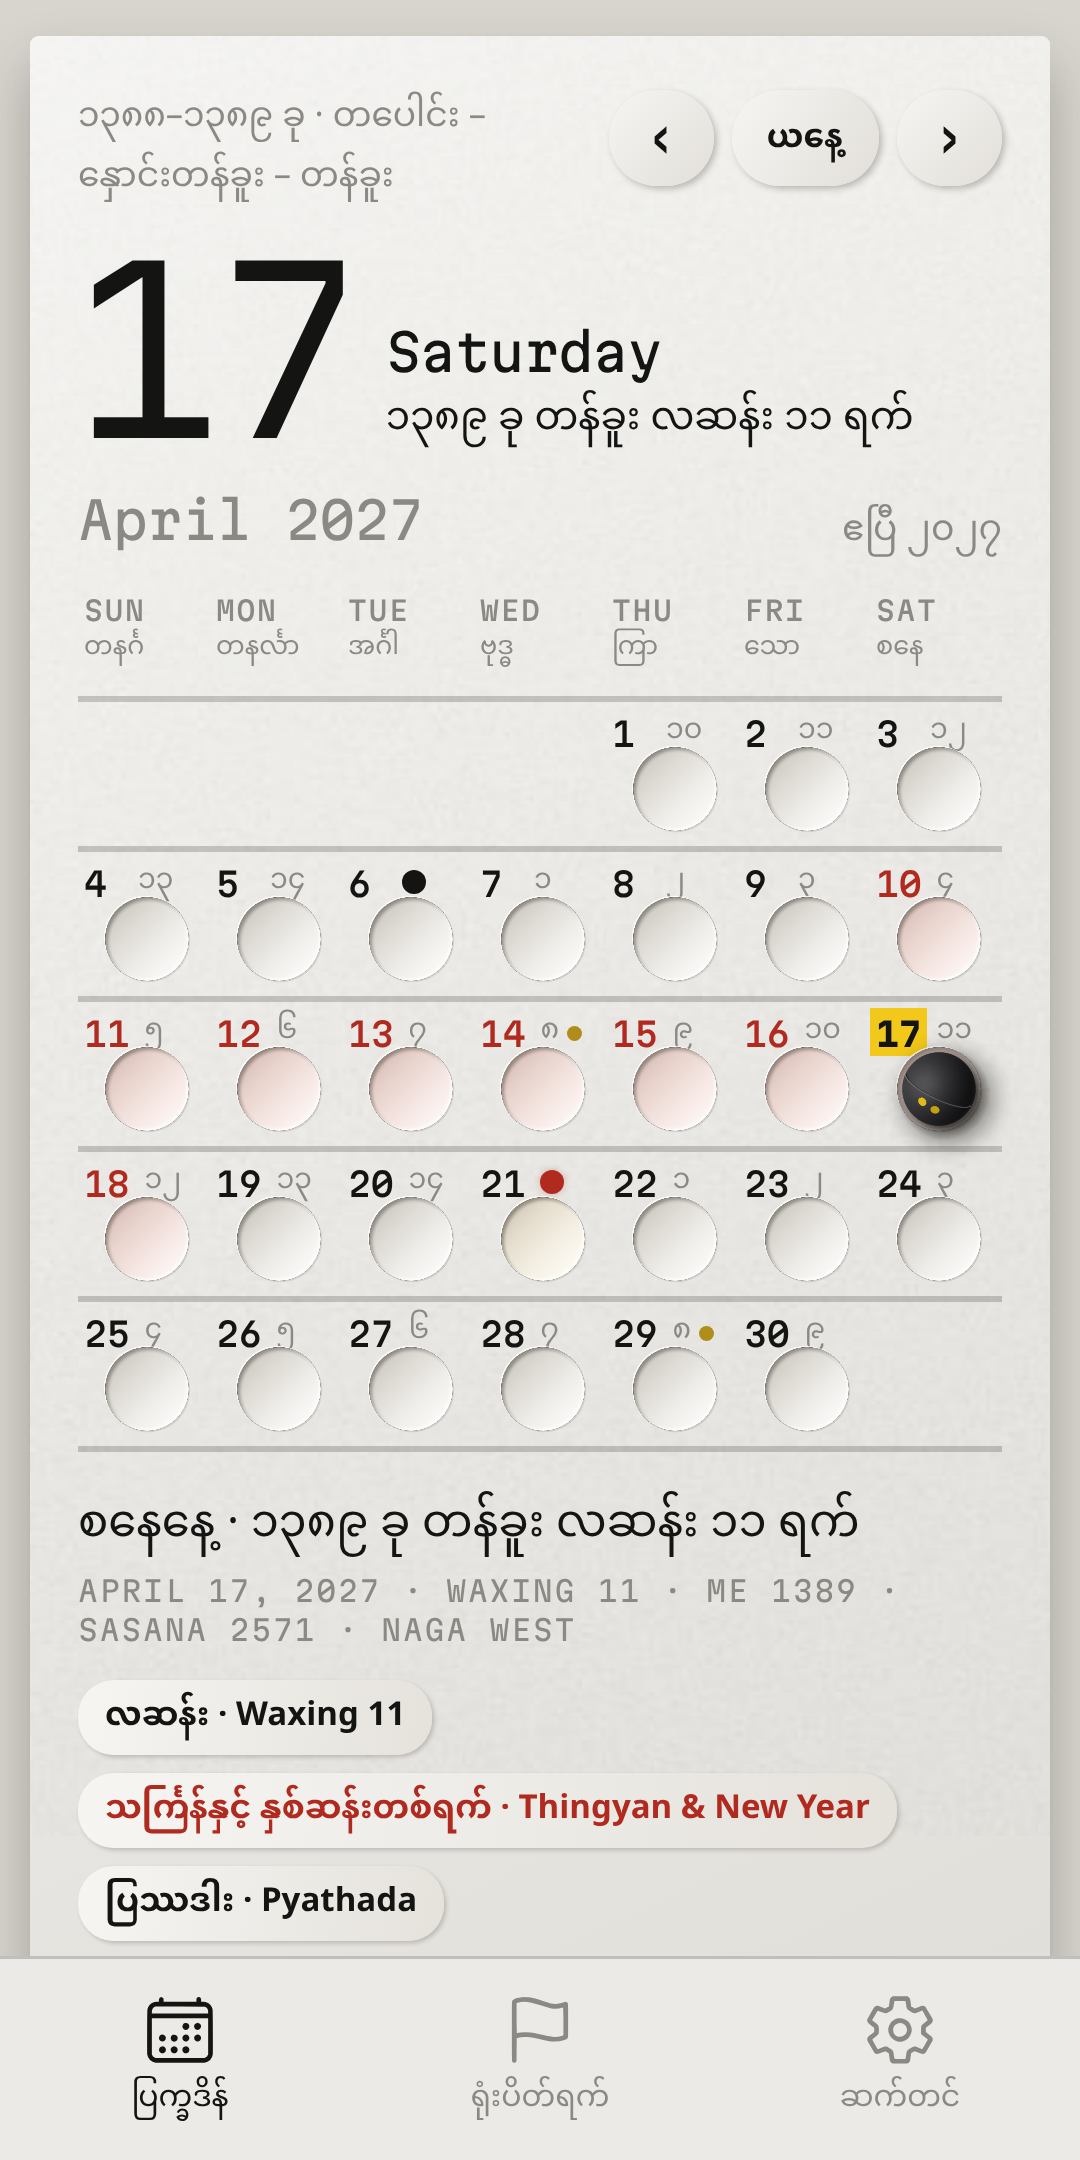 ၁၃၈၈–၁၃၈၉ ခု · တပေါင်း –
နှောင်းတန်ခူး – တန်ခူး
‹ ယနေ့ ›
17
Saturday
၁၃၈၉ ခု တန်ခူး လဆန်း ၁၁ ရက်
April 2027
ဧပြီ ၂၀၂၇
SUN MON TUE WED THU FRI SAT
တနင်္ဂ တနင်္လာ အင်္ဂါ ဗုဒ္ဓ ကြာ သော စနေ
1 ၁၀ 2 ၁၁ 3 ၁၂
4 ၁၃ 5 ၁၄ 6 7 ၁ 8 ၂ 9 ၃ 10 ၄
11 ၅ 12 ၆ 13 ၇ 14 ၈ 15 ၉ 16 ၁၀ 17 ၁၁
18 ၁၂ 19 ၁၃ 20 ၁၄ 21 22 ၁ 23 ၂ 24 ၃
25 ၄ 26 ၅ 27 ၆ 28 ၇ 29 ၈ 30 ၉
စနေနေ့ · ၁၃၈၉ ခု တန်ခူး လဆန်း ၁၁ ရက်
APRIL 17, 2027 · WAXING 11 · ME 1389 ·
SASANA 2571 · NAGA WEST
လဆန်း · Waxing 11
သင်္ကြန်နှင့် နှစ်ဆန်းတစ်ရက် · Thingyan & New Year
ပြဿဒါး · Pyathada
ပြက္ခဒိန် ရုံးပိတ်ရက် ဆက်တင်